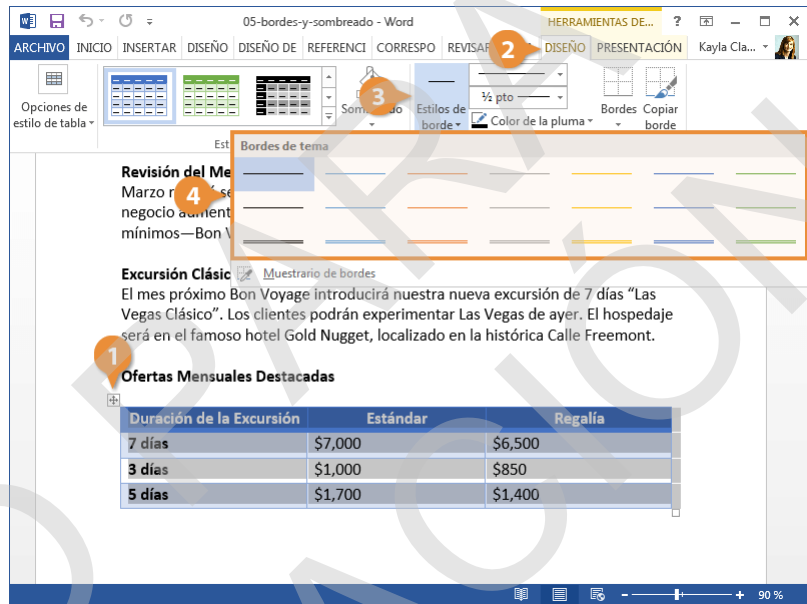 05-bordes-y-sombreado - Word
HERRAMIENTAS DE...
?
ARCHIVO INICIO INSERTAR DISEÑO DISEÑO DE REFERENCI CORRESPO REVISAR DISEÑO PRESENTACIÓN Kayla Cla...
2
Opciones de
estilo de tabla
3
Estilos de
borde
½ pto
Color de la pluma
Bordes
Copiar
borde
Est
Bordes de tema
4
Muestrario de bordes
Revisión del Me
Marzo
negocio
mínimos—Bon V
Excursión Clásic
El mes próximo Bon Voyage introducirá nuestra nueva excursión de 7 días “Las
Vegas Clásico”. Los clientes podrán experimentar Las Vegas de ayer. El hospedaje
será en el famoso hotel Gold Nugget, localizado en la histórica Calle Freemont.
1
Ofertas Mensuales Destacadas
Duración de la Excursión Estándar Regalía
7 días $7,000 $6,500
3 días $1,000 $850
5 días $1,700 $1,400
90 %
PARA